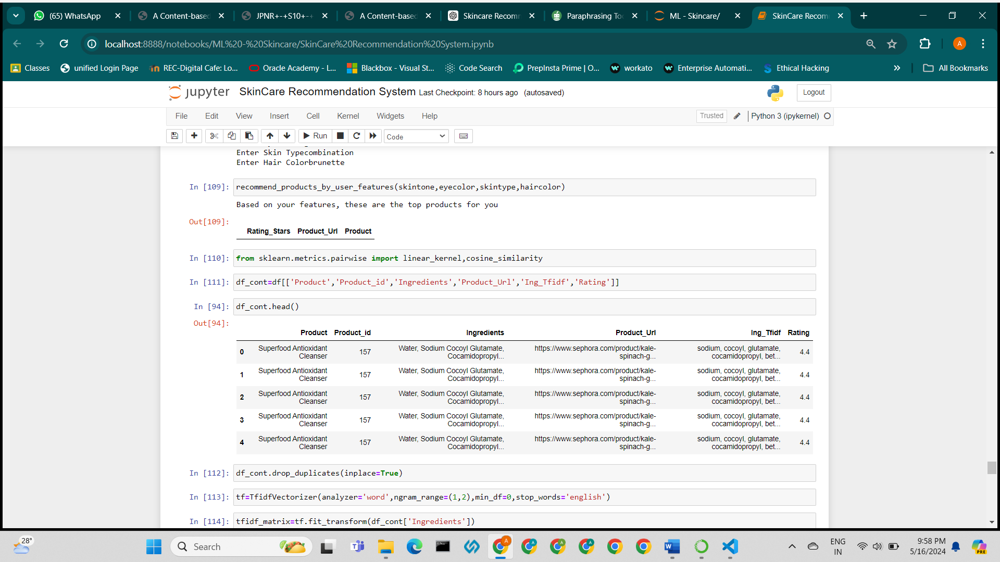 (65) WhatsApp
A Content-based
JPNR+-+S10+-+
A Content-based
Skincare Recomm
Paraphrasing Too
ML - Skincare/
SkinCare Recomm
localhost:8888/notebooks/ML%20-%20Skincare/SkinCare%20Recommendation%20System.ipynb
A
Classes
unified Login Page
REC-Digital Cafe: Lo...
Oracle Academy - L...
Blackbox - Visual St...
Code Search
PrepInsta Prime | O...
workato
Enterprise Automati...
Ethical Hacking
All Bookmarks
jupyter SkinCare Recommendation System Last Checkpoint: 8 hours ago (autosaved)
Logout
File Edit View Insert Cell Kernel Widgets Help
Trusted
Python 3 (ipykernel)
Run
Code
Enter Skin Typecombination
Enter Hair Colorbrunette
In [109]: recommend_products_by_user_features(skintone,eyecolor,skintype,haircolor)
Based on your features, these are the top products for you
Out[109]:
Rating_Stars Product_Url Product
In [110]: from sklearn.metrics.pairwise import linear_kernel,cosine_similarity
In [111]: df_cont=df[['Product','Product_id','Ingredients','Product_Url','Ing_Tfidf','Rating']]
In [94]: df_cont.head()
Out[94]:
Product Product_id Ingredients Product_Url Ing_Tfidf Rating
0 Superfood Antioxidant Cleanser 157 Water, Sodium Cocoyl Glutamate, Cocamidopropyl... https://www.sephora.com/product/kale-spinach-g... sodium, cocoyl, glutamate, cocamidopropyl, bet... 4.4
1 Superfood Antioxidant Cleanser 157 Water, Sodium Cocoyl Glutamate, Cocamidopropyl... https://www.sephora.com/product/kale-spinach-g... sodium, cocoyl, glutamate, cocamidopropyl, bet... 4.4
2 Superfood Antioxidant Cleanser 157 Water, Sodium Cocoyl Glutamate, Cocamidopropyl... https://www.sephora.com/product/kale-spinach-g... sodium, cocoyl, glutamate, cocamidopropyl, bet... 4.4
3 Superfood Antioxidant Cleanser 157 Water, Sodium Cocoyl Glutamate, Cocamidopropyl... https://www.sephora.com/product/kale-spinach-g... sodium, cocoyl, glutamate, cocamidopropyl, bet... 4.4
4 Superfood Antioxidant Cleanser 157 Water, Sodium Cocoyl Glutamate, Cocamidopropyl... https://www.sephora.com/product/kale-spinach-g... sodium, cocoyl, glutamate, cocamidopropyl, bet... 4.4
In [112]: df_cont.drop_duplicates(inplace=True)
In [113]: tf=TfidfVectorizer(analyzer='word',ngram_range=(1,2),min_df=0,stop_words='english')
In [114]: tfidf_matrix=tf.fit_transform(df_cont['Ingredients'])
28°
Search
ENG
IN
9:58 PM
5/16/2024
PRE